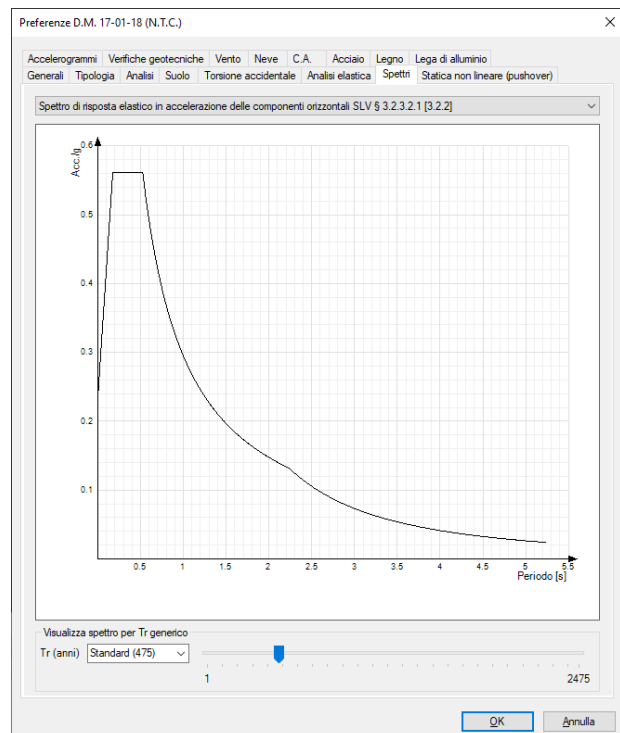 Preferenze D.M. 17-01-18 (N.T.C.)
Accelerogrammi Verifiche geotecniche Vento Neve C.A. Acciaio Legno Lega di alluminio
Generali Tipologia Analisi Suolo Torsione accidentale Analisi elastica Spettri Statica non lineare (pushover)
Spettro di risposta elastico in accelerazione delle componenti orizzontali SLV § 3.2.3.2.1 [3.2.2]
Acc./g
0.6
0.5
0.4
0.3
0.2
0.1
0.5 1 1.5 2 2.5 3 3.5 4 4.5 5 5.5
Periodo [s]
Visualizza spettro per Tr generico
Tr (anni) Standard (475)
1 2475
OK Annulla